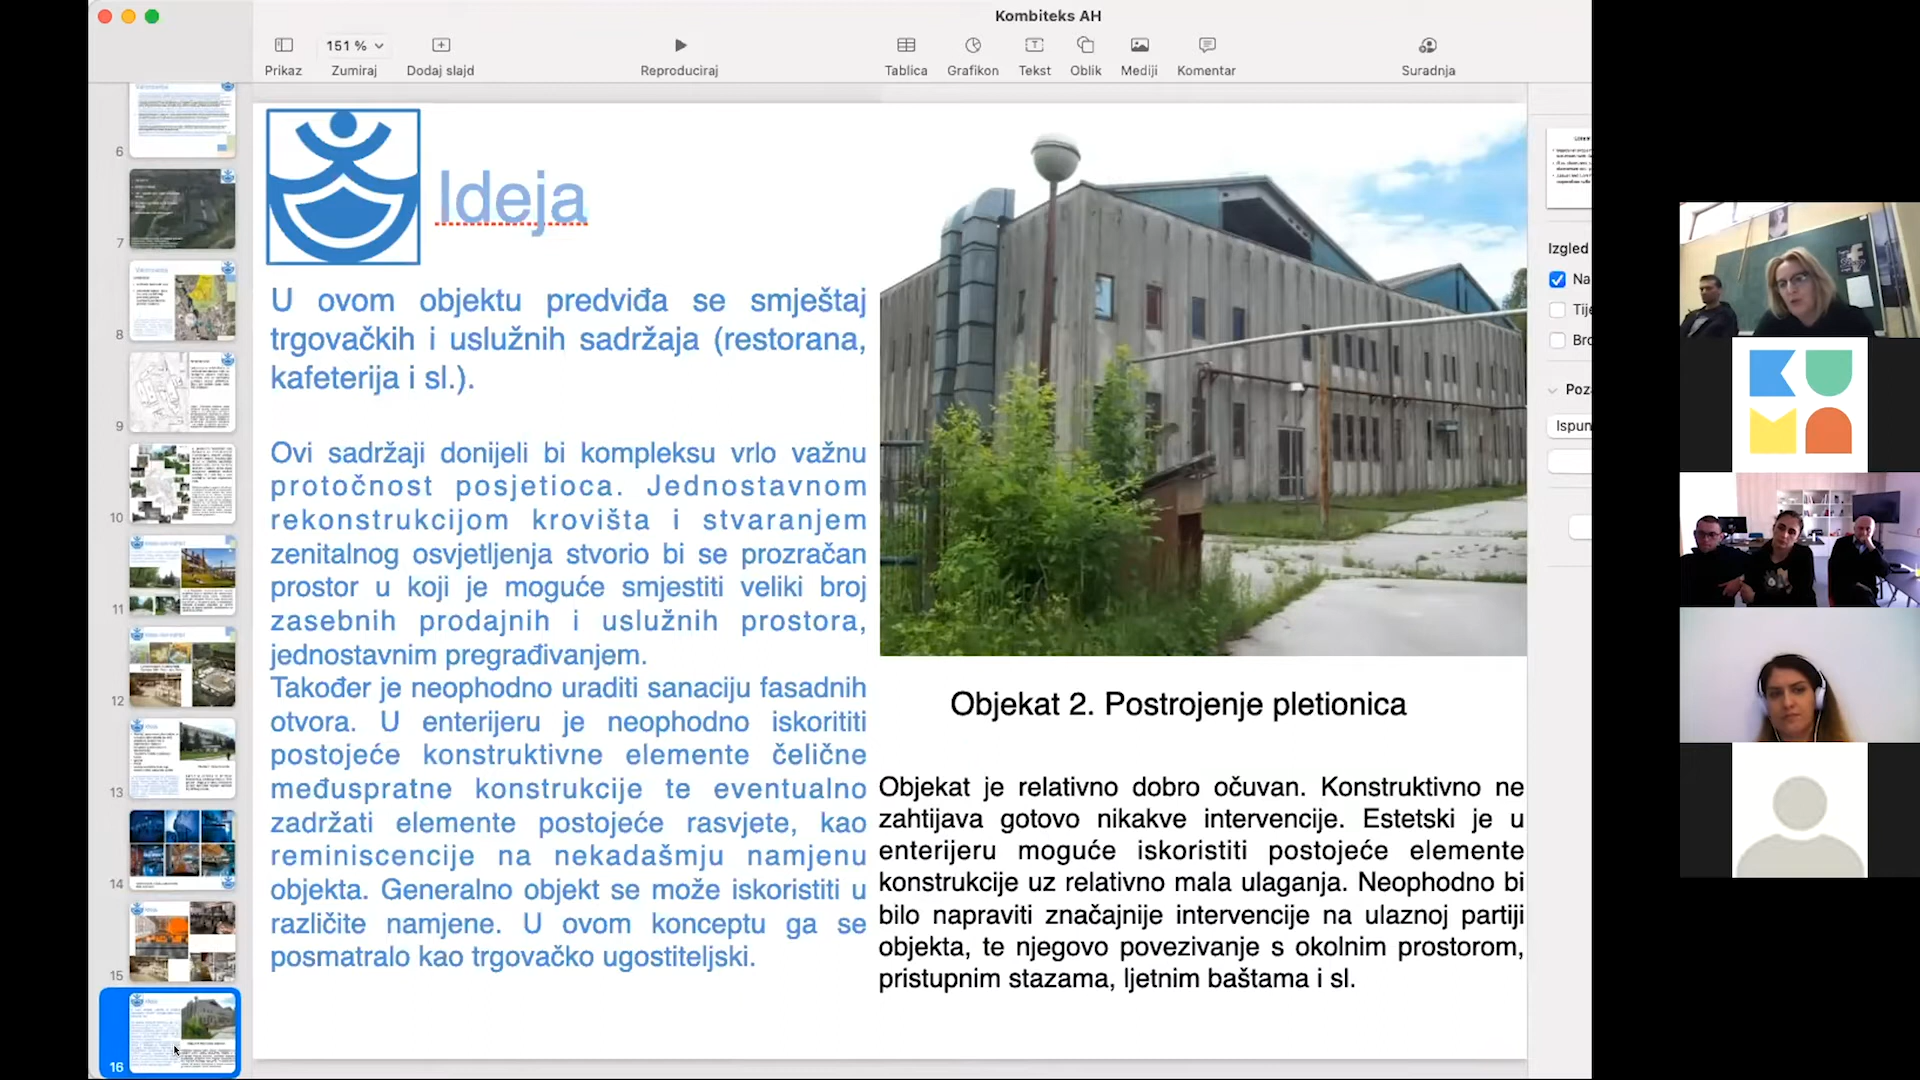 Kombiteks AH
151 %
Prikaz
Zumiraj
Dodaj slajd
Reproduciraj
Tablica
Grafikon
Tekst
Oblik
Mediji
Komentar
Suradnja
6
7
8
9
10
11
12
13
14
15
16
Ideja
U ovom objektu predviđa se smještaj
trgovačkih i uslužnih sadržaja (restorana,
kafeterija i sl.).
Ovi sadržaji donijeli bi kompleksu vrlo važnu
protočnost posjetioca. Jednostavnom
rekonstrukcijom krovišta i stvaranjem
zenitalnog osvjetljenja stvorio bi se prozračan
prostor u koji je moguće smjestiti veliki broj
zasebnih prodajnih i uslužnih prostora,
jednostavnim pregrađivanjem.
Također je neophodno uraditi sanaciju fasadnih
otvora. U enterijeru je neophodno iskorititi
postojeće konstruktivne elemente čelične
međuspratne konstrukcije te eventualno
zadržati elemente postojeće rasvjete, kao
reminiscencije na nekadašmju namjenu
objekta. Generalno objekt se može iskoristiti u
različite namjene. U ovom konceptu ga se
posmatralo kao trgovačko ugostiteljski.
Objekat 2. Postrojenje pletionica
Objekat je relativno dobro očuvan. Konstruktivno ne
zahtijava gotovo nikakve intervencije. Estetski je u
enterijeru moguće iskoristiti postojeće elemente
konstrukcije uz relativno mala ulaganja. Neophodno bi
bilo napraviti značajnije intervencije na ulaznoj partiji
objekta, te njegovo povezivanje s okolnim prostorom,
pristupnim stazama, ljetnim baštama i sl.
Izgled
Na
Tije
Bro
Poza
Ispun